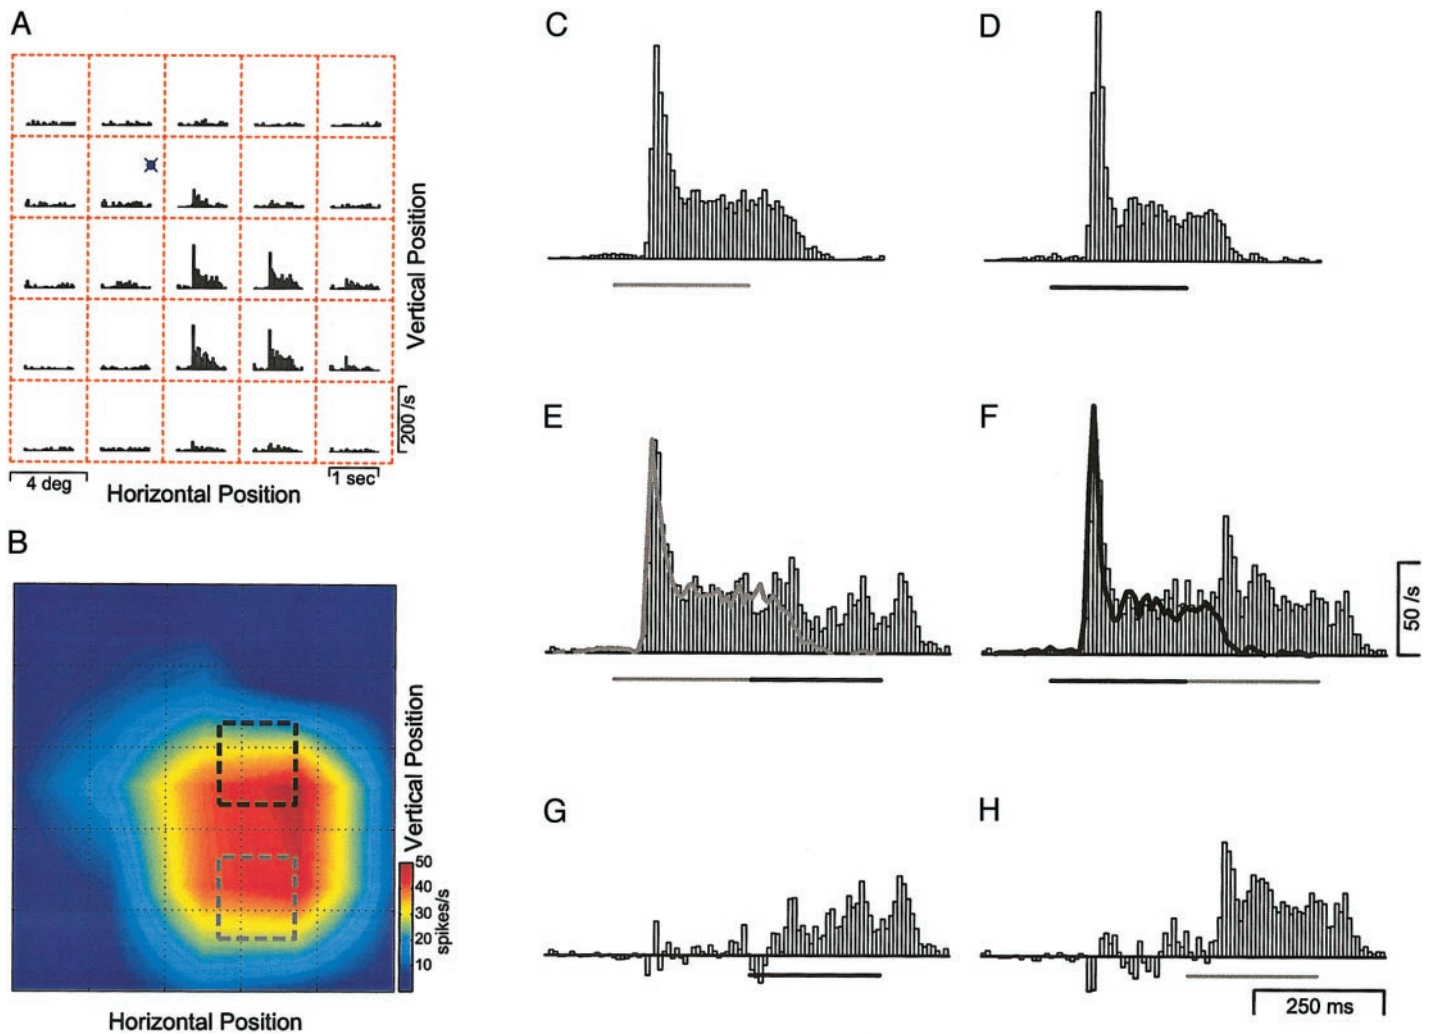 A
Vertical Position
200 /s
4 deg
1 sec
Horizontal Position
B
Vertical Position
50
40
30
20
10
spikes/s
Horizontal Position
C
D
E
F
50 /s
G
H
250 ms